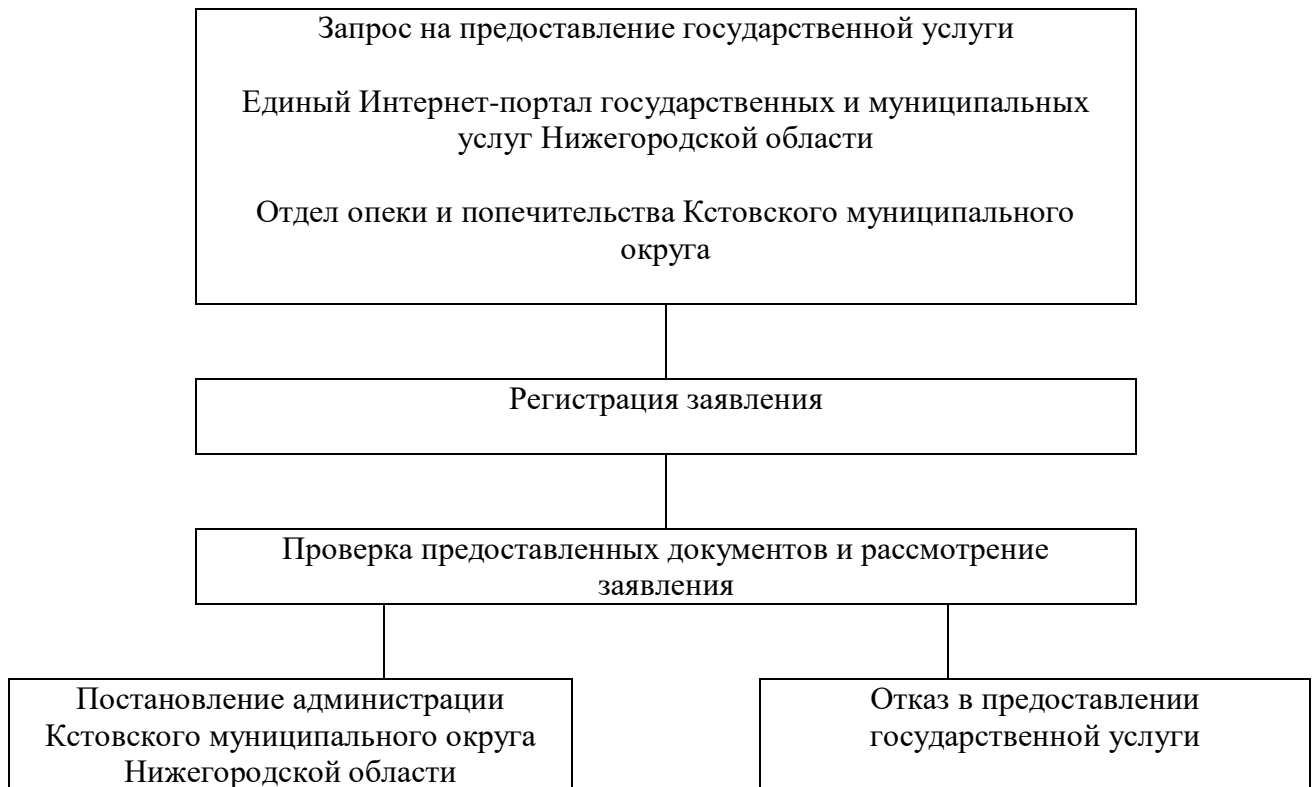 Запрос на предоставление государственной услуги
Единый Интернет-портал государственных и муниципальных
услуг Нижегородской области
Отдел опеки и попечительства Кстовского муниципального
округа
Регистрация заявления
Проверка предоставленных документов и рассмотрение
заявления
Постановление администрации
Кстовского муниципального округа
Нижегородской области
Отказ в предоставлении
государственной услуги